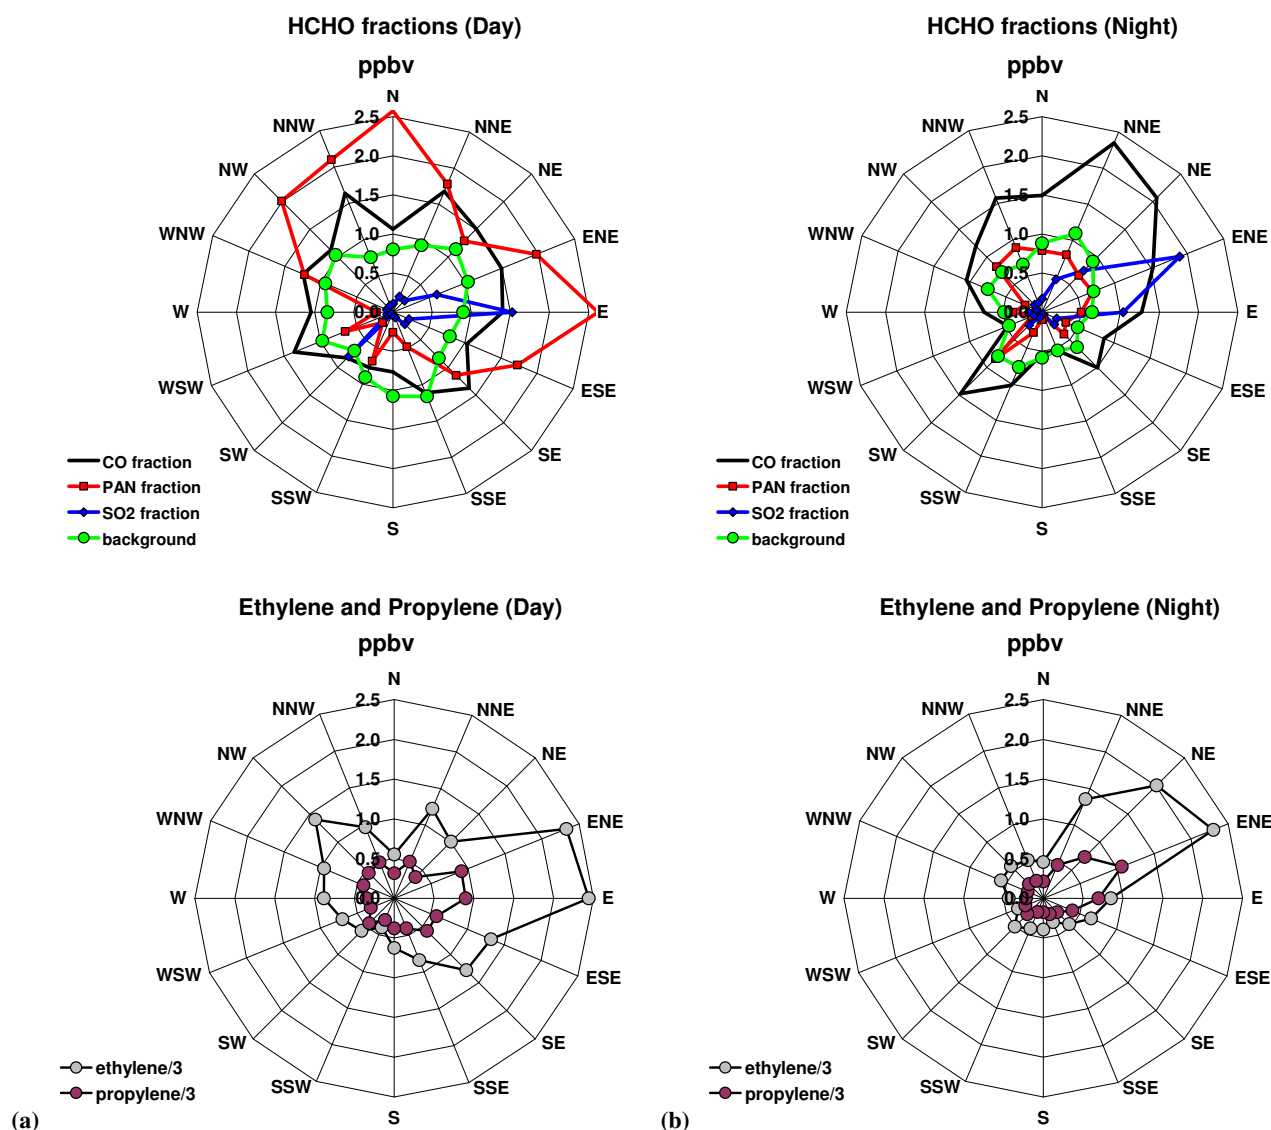 HCHO fractions (Day)
ppbv
N
NNE
NE
ENE
E
ESE
SE
SSE
S
SSW
SW
WSW
W
WNW
NW
NNW
2.5
2.0
1.5
1.0
0.5
0.0
CO fraction
PAN fraction
SO2 fraction
background
HCHO fractions (Night)
ppbv
N
NNE
NE
ENE
E
ESE
SE
SSE
S
SSW
SW
WSW
W
WNW
NW
NNW
2.5
2.0
1.5
1.0
0.5
0.0
CO fraction
PAN fraction
SO2 fraction
background
Ethylene and Propylene (Day)
ppbv
N
NNE
NE
ENE
E
ESE
SE
SSE
S
SSW
SW
WSW
W
WNW
NW
NNW
2.5
2.0
1.5
1.0
0.5
0.0
ethylene/3
propylene/3
(a)
Ethylene and Propylene (Night)
ppbv
N
NNE
NE
ENE
E
ESE
SE
SSE
S
SSW
SW
WSW
W
WNW
NW
NNW
2.5
2.0
1.5
1.0
0.5
0.0
ethylene/3
propylene/3
(b)